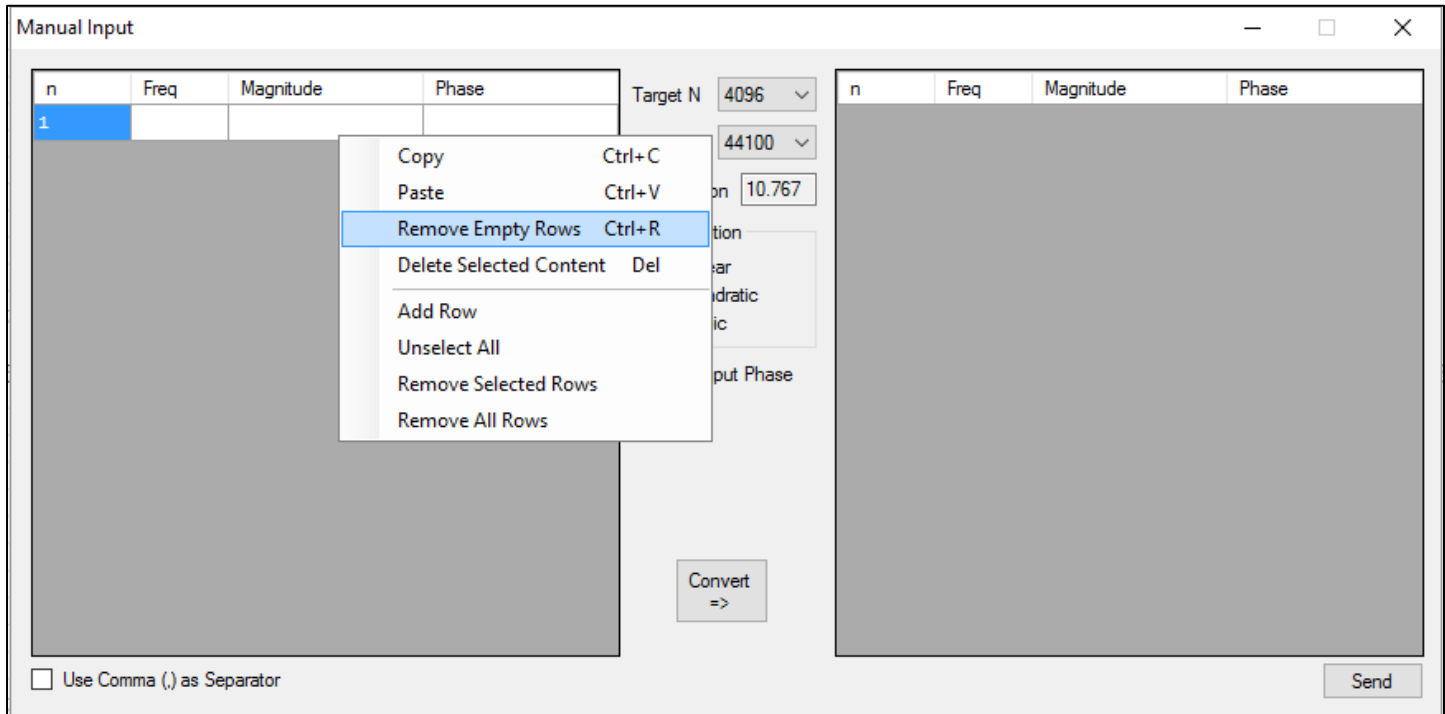 Manual Input
n Freq Magnitude Phase
1
Copy Ctrl+C
Paste Ctrl+V
Remove Empty Rows Ctrl+R
Delete Selected Content Del
Add Row
Unselect All
Remove Selected Rows
Remove All Rows
Target N 4096
44100
10.767
put Phase
Convert
=>
n Freq Magnitude Phase
Use Comma (,) as Separator
Send